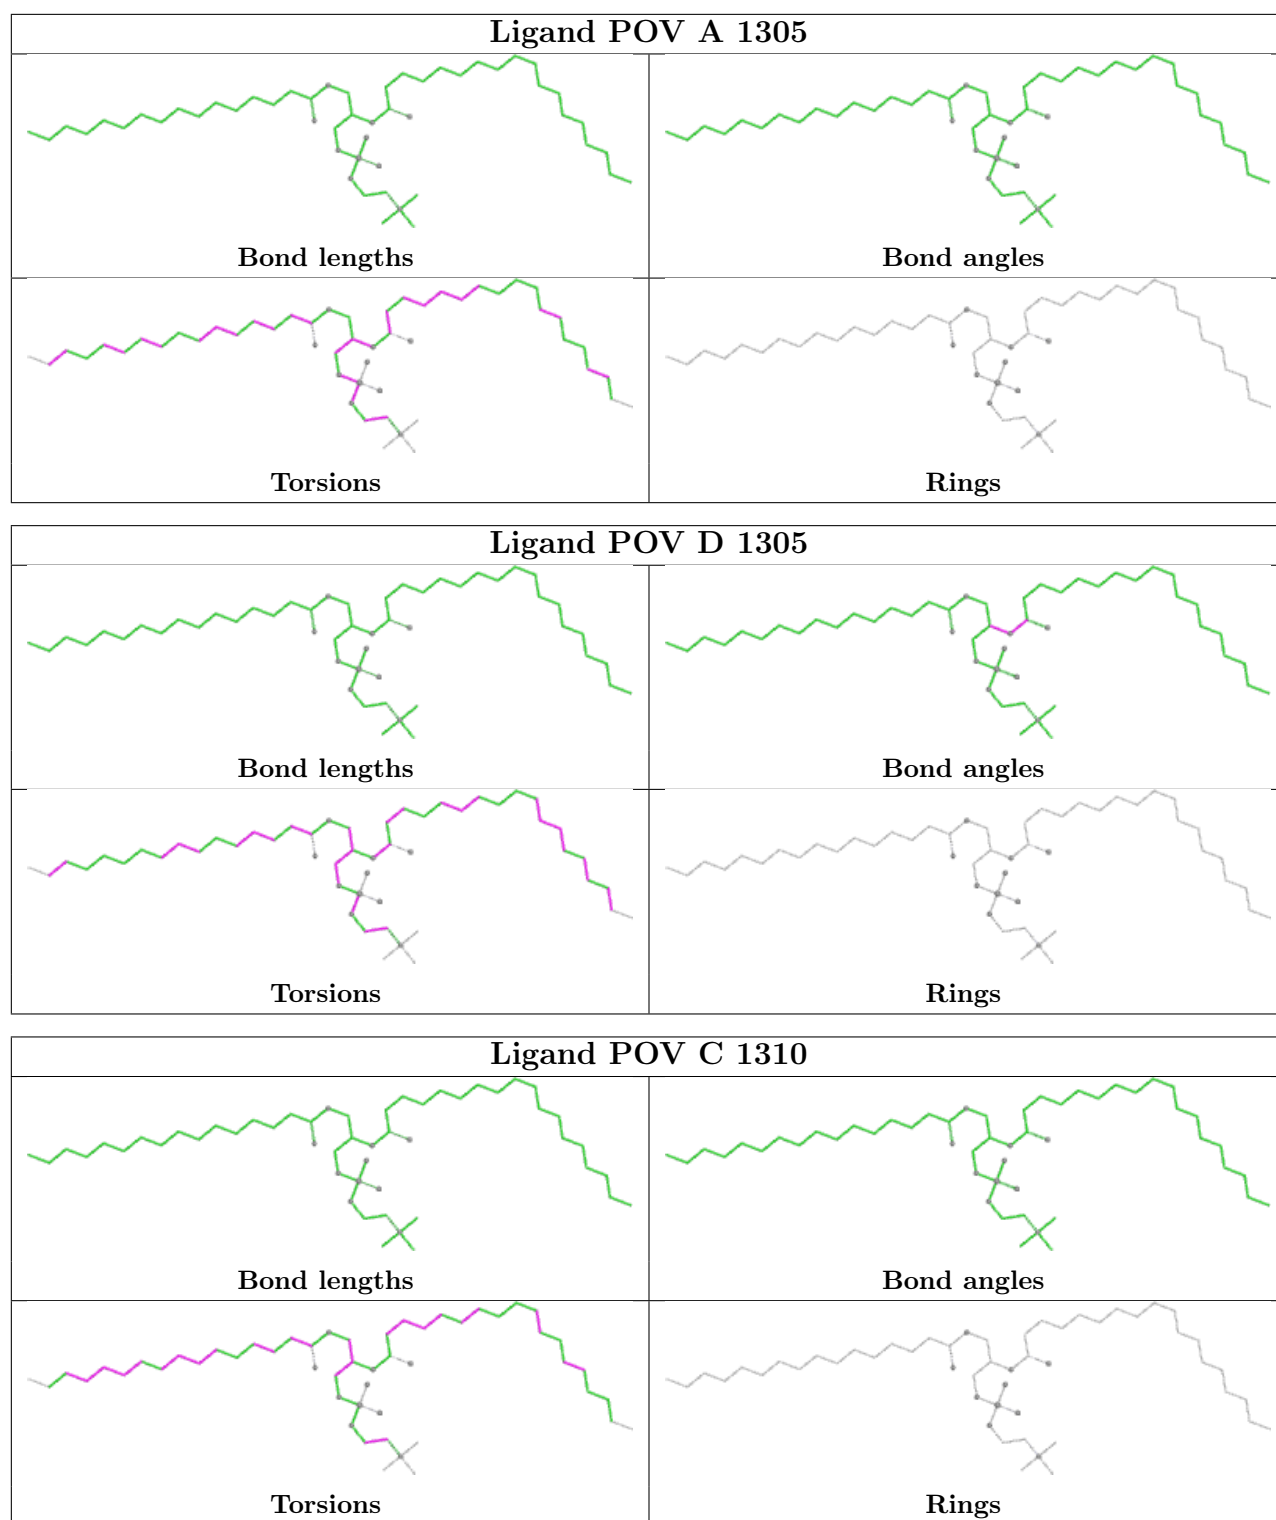 Ligand POV A 1305
Bond lengths
Bond angles
Torsions
Rings
Ligand POV D 1305
Bond lengths
Bond angles
Torsions
Rings
Ligand POV C 1310
Bond lengths
Bond angles
Torsions
Rings